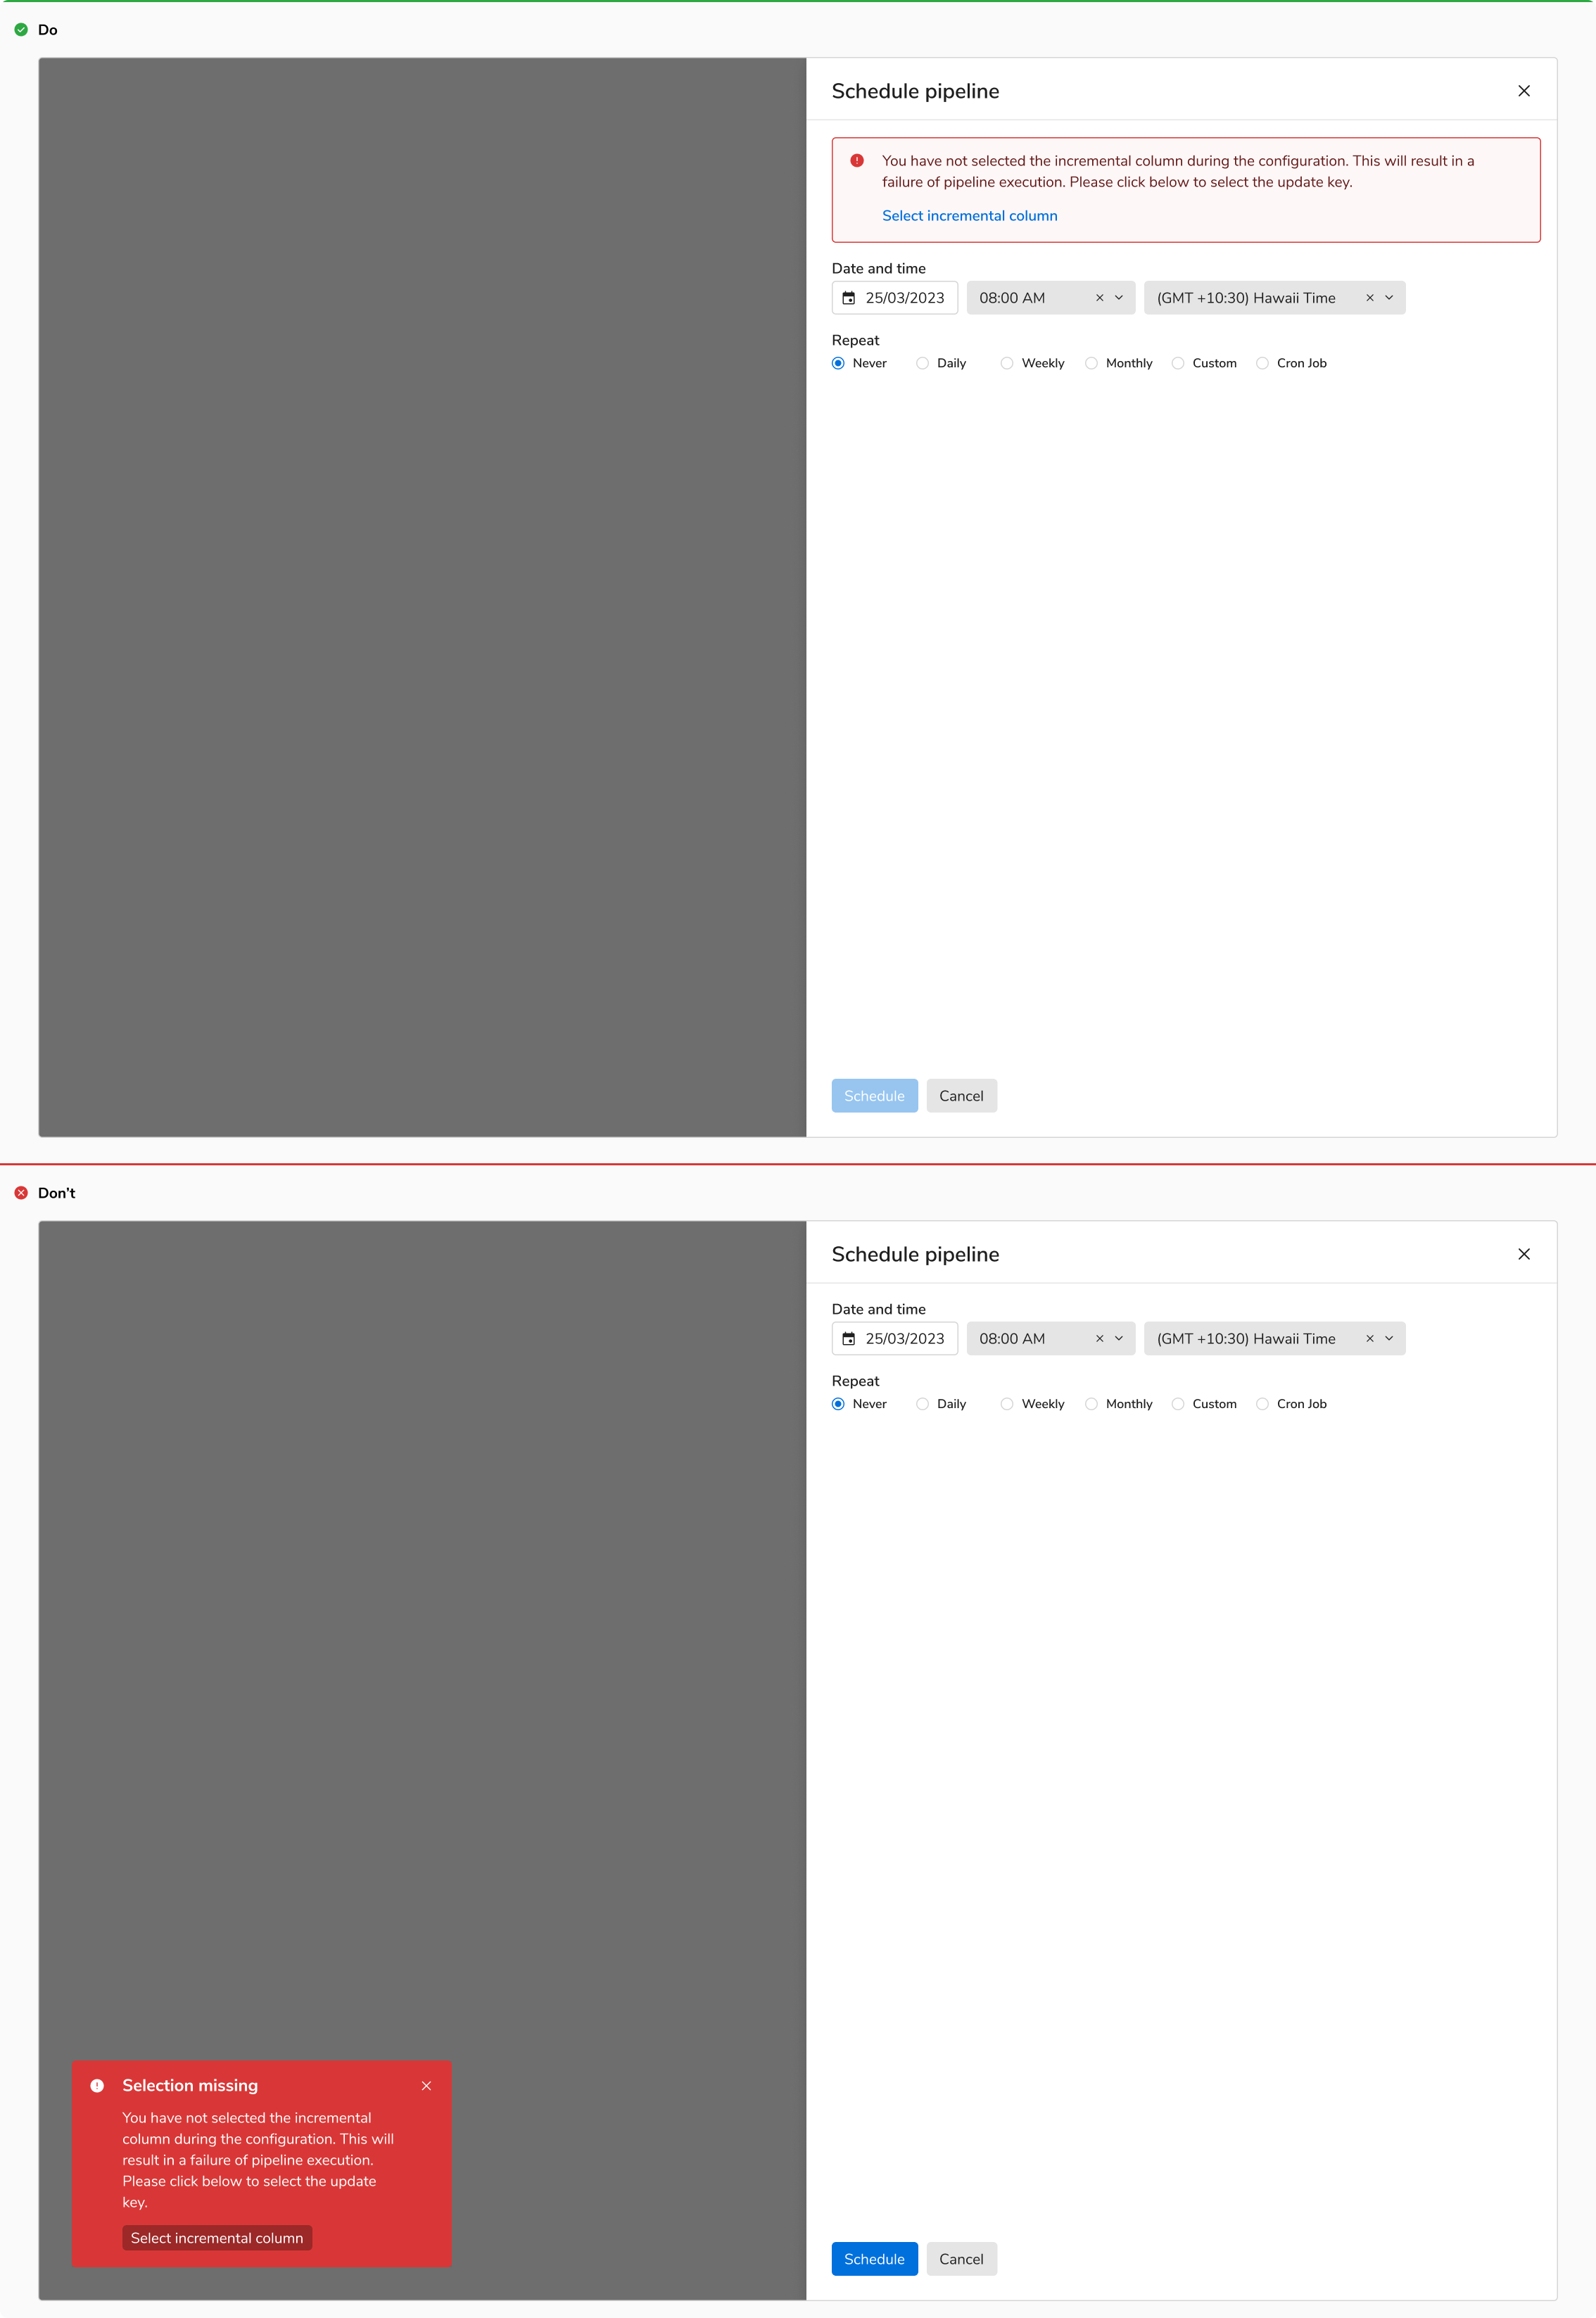 Do
Schedule pipeline
You have not selected the incremental column during the configuration. This will result in a
failure of pipeline execution. Please click below to select the update key.
Select incremental column
Date and time
25/03/2023 08:00 AM (GMT +10:30) Hawaii Time
Repeat
Never Daily Weekly Monthly Custom Cron Job
Schedule Cancel
Don't
Schedule pipeline
Date and time
25/03/2023 08:00 AM (GMT +10:30) Hawaii Time
Repeat
Never Daily Weekly Monthly Custom Cron Job
Selection missing
You have not selected the incremental
column during the configuration. This will
result in a failure of pipeline execution.
Please click below to select the update
key.
Select incremental column
Schedule Cancel